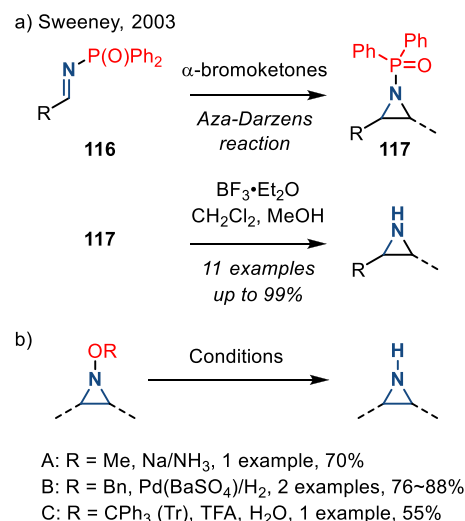 a) Sweeney, 2003
N P(O)Ph2
R
116
α-bromoketones
Aza-Darzens
reaction
Ph Ph
P=O
N
R
117
117
BF3•Et2O
CH2Cl2, MeOH
11 examples
up to 99%
H
N
R
b)
OR
N
Conditions
H
N
A: R = Me, Na/NH3, 1 example, 70%
B: R = Bn, Pd(BaSO4)/H2, 2 examples, 76~88%
C: R = CPh3 (Tr), TFA, H2O, 1 example, 55%